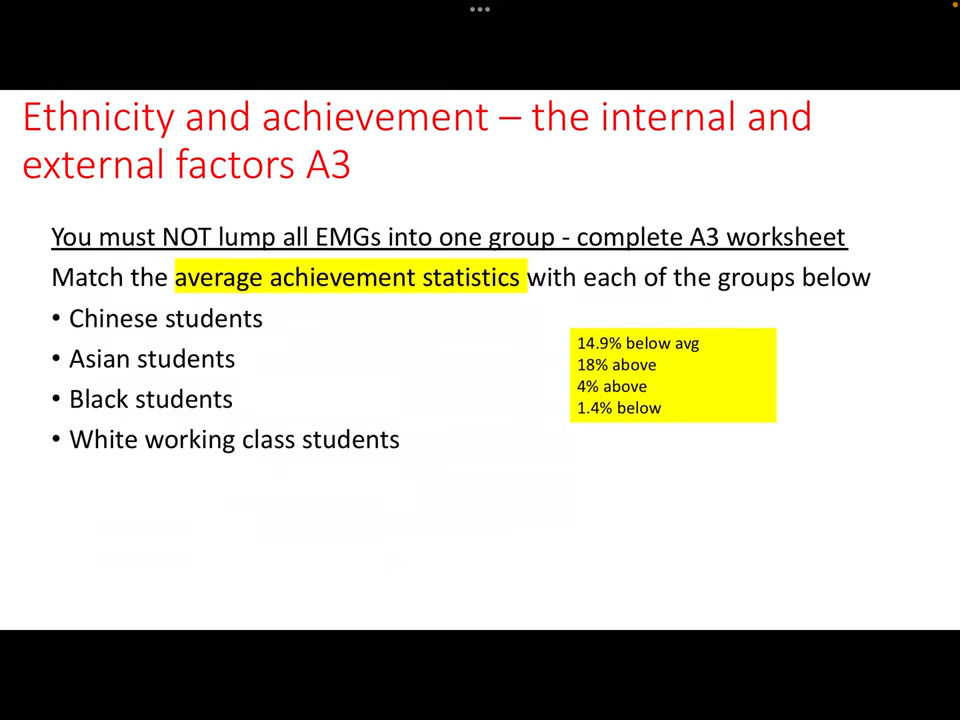 Ethnicity and achievement – the internal and
external factors A3
You must NOT lump all EMGs into one group - complete A3 worksheet
Match the average achievement statistics with each of the groups below
• Chinese students
• Asian students
• Black students
• White working class students
14.9% below avg
18% above
4% above
1.4% below